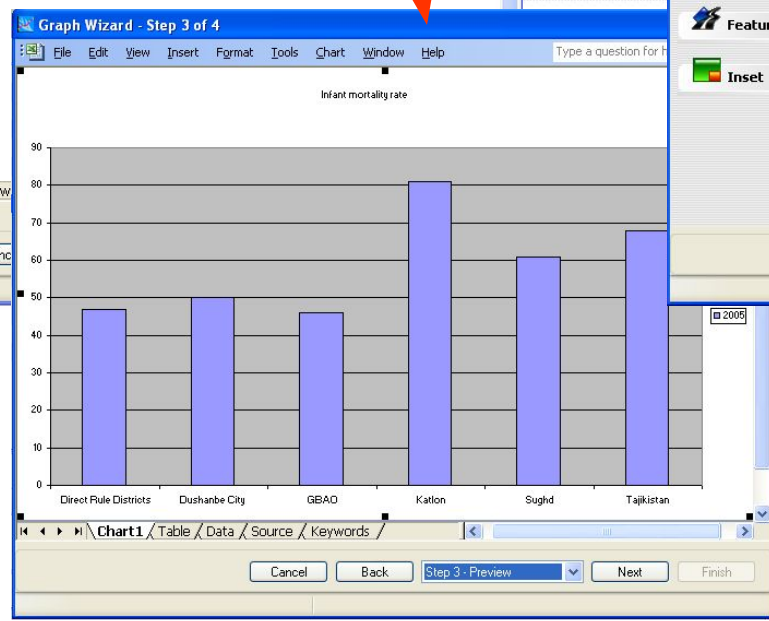 Graph Wizard - Step 3 of 4
File Edit View Insert Format Tools Chart Window Help
Type a question for
Infant mortality rate
90
80
70
60
50
40
30
20
10
0
Direct Rule Districts Dushanbe City GBAO Katlon Sughd Tajikistan
2005
Chart1 Table Data Source Keywords
Cancel Back Step 3 - Preview Next Finish
Inset